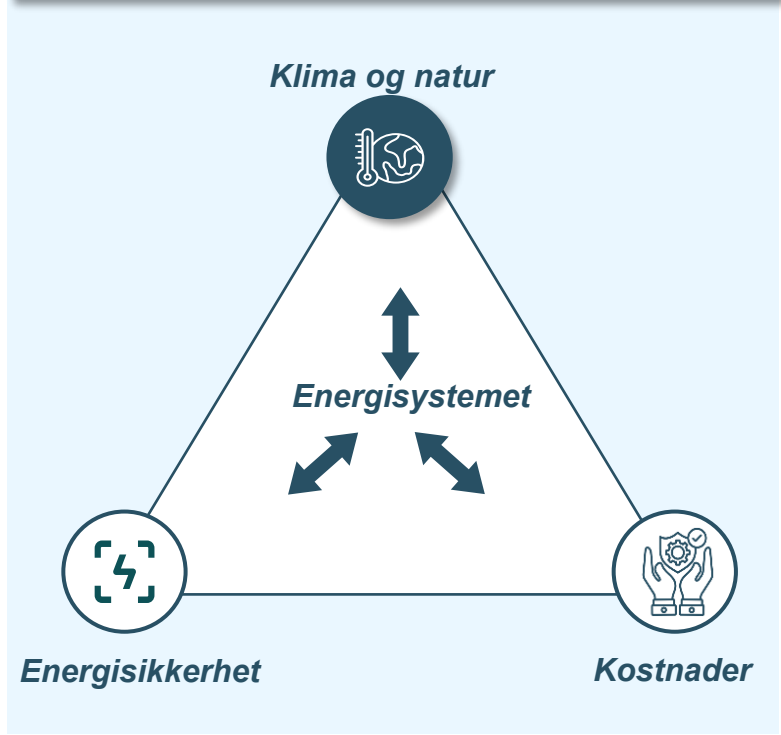 Klima og natur
Energisystemet
Energisikkerhet
Kostnader